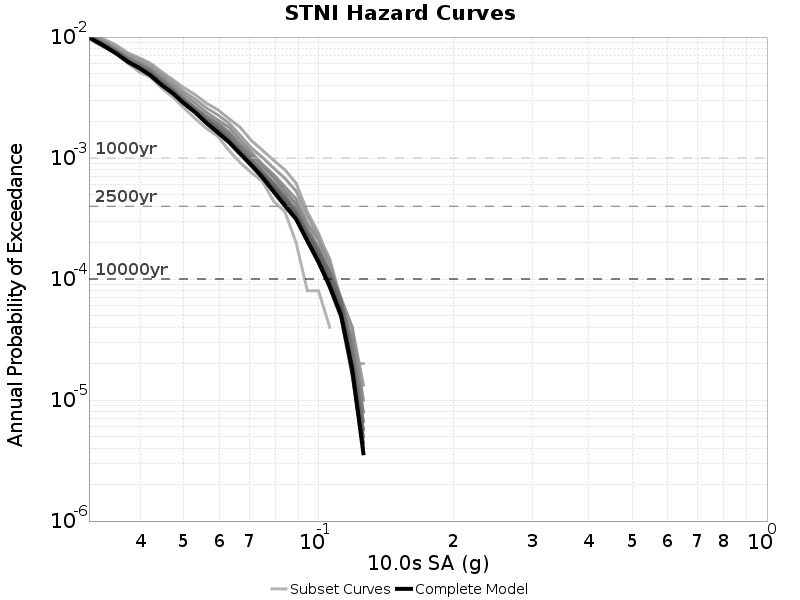 STNI Hazard Curves
Annual Probability of Exceedance
10^-2
10^-3
10^-4
10^-5
10^-6
1000yr
2500yr
10000yr
4 5 6 7 10^-1 2 3 4 5 6 7 8 10^0
10.0s SA (g)
Subset Curves Complete Model